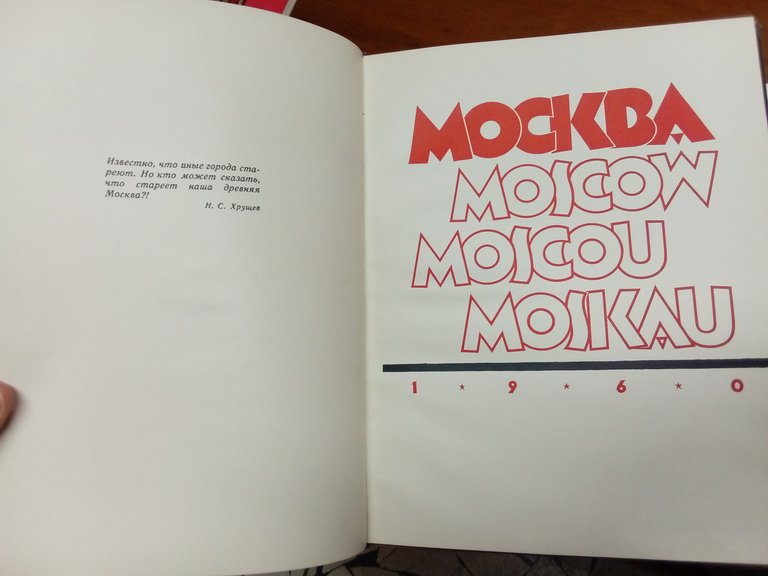 Известно, что иные города ста-
реют. Но кто может сказать,
что стареет наша древняя
Москва?!
Н. С. Хрущев
МОСКВА
MOSCOW
MOSCOU
MOSKAU
1 * 9 * 6 * 0